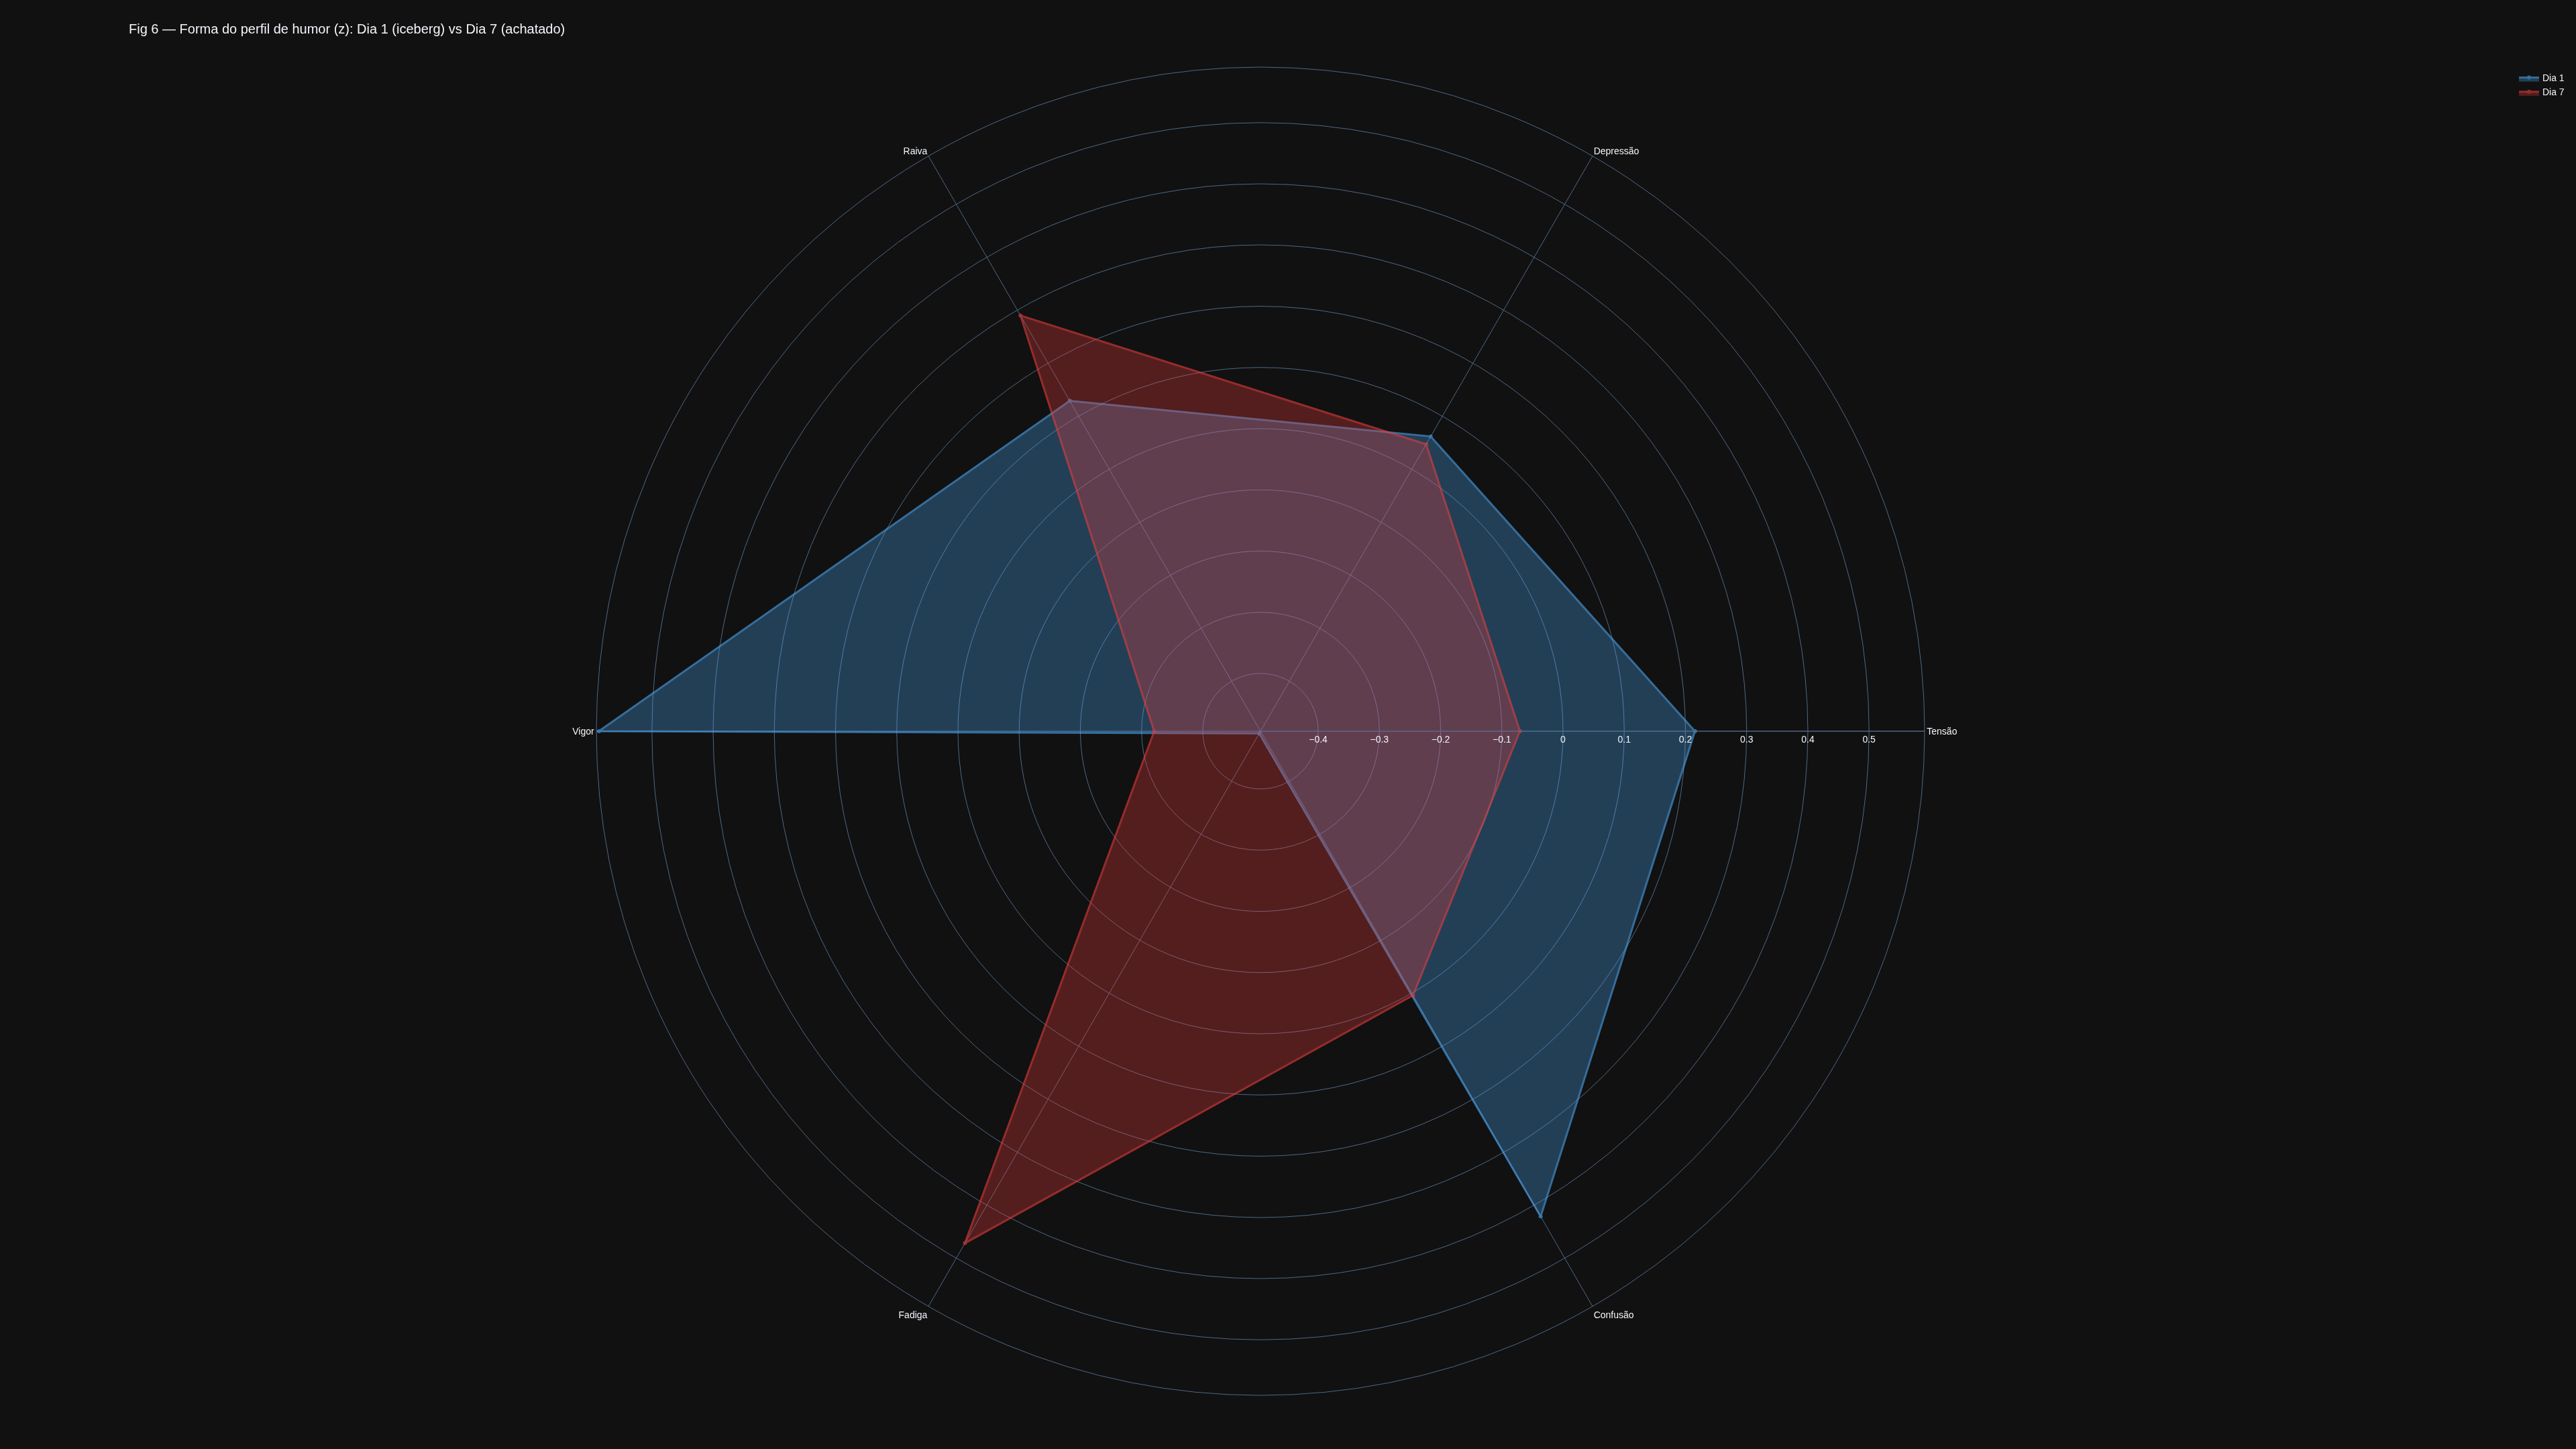 Fig 6 — Forma do perfil de humor (z): Dia 1 (iceberg) vs Dia 7 (achatado)
Dia 1
Dia 7
Raiva
Depressão
Vigor
Tensão
−0.4
−0.3
−0.2
−0.1
0
0.1
0.2
0.3
0.4
0.5
Fadiga
Confusão